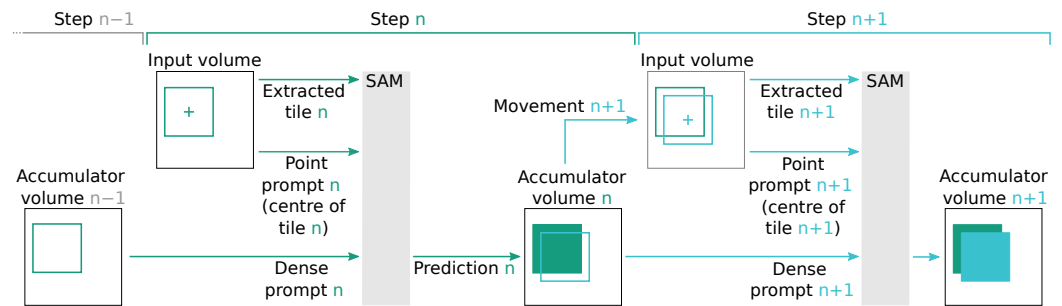 Step n−1
Step n
Step n+1
Input volume
SAM
Extracted
tile n
Point
prompt n
(centre of
tile n)
Accumulator
volume n−1
Dense
prompt n
Prediction n
Movement n+1
Accumulator
volume n
Input volume
SAM
Extracted
tile n+1
Point
prompt n+1
(centre of
tile n+1)
Dense
prompt n+1
Accumulator
volume n+1